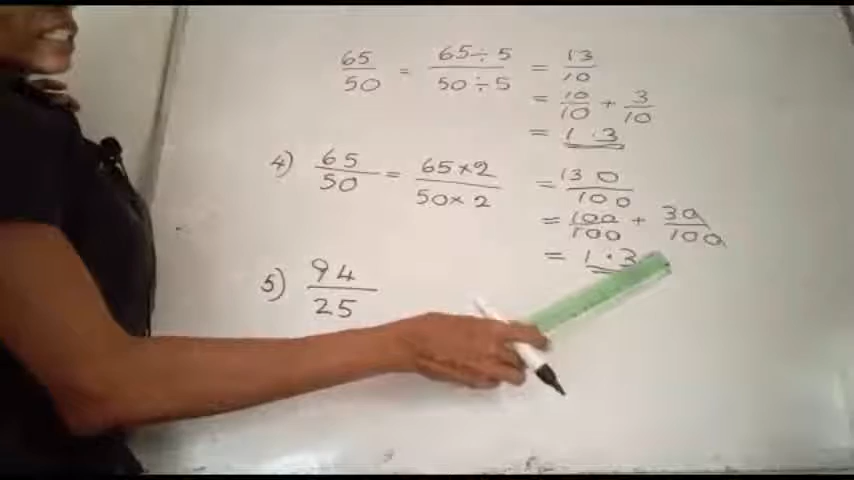 65/50 = 65÷5/50÷5 = 13/10
= 10/10 + 3/10
= 1.3
4) 65/50 = 65×2/50×2 = 130/100
= 100/100 + 30/100
= 1.3
5) 94/25